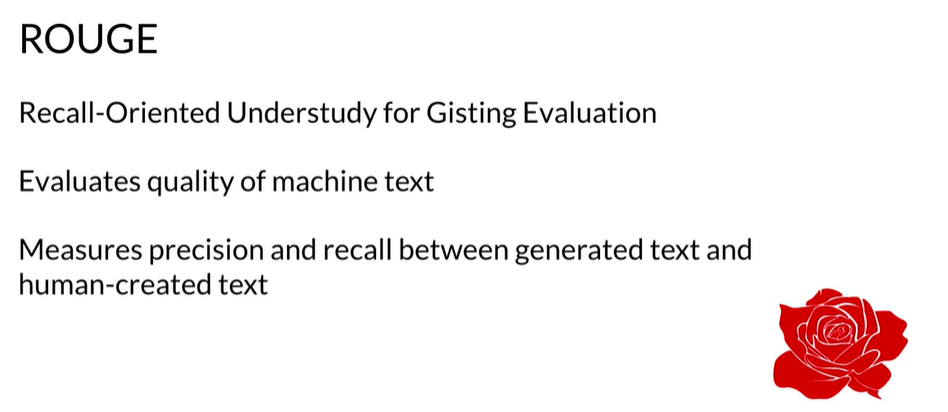 ROUGE
Recall-Oriented Understudy for Gisting Evaluation
Evaluates quality of machine text
Measures precision and recall between generated text and
human-created text